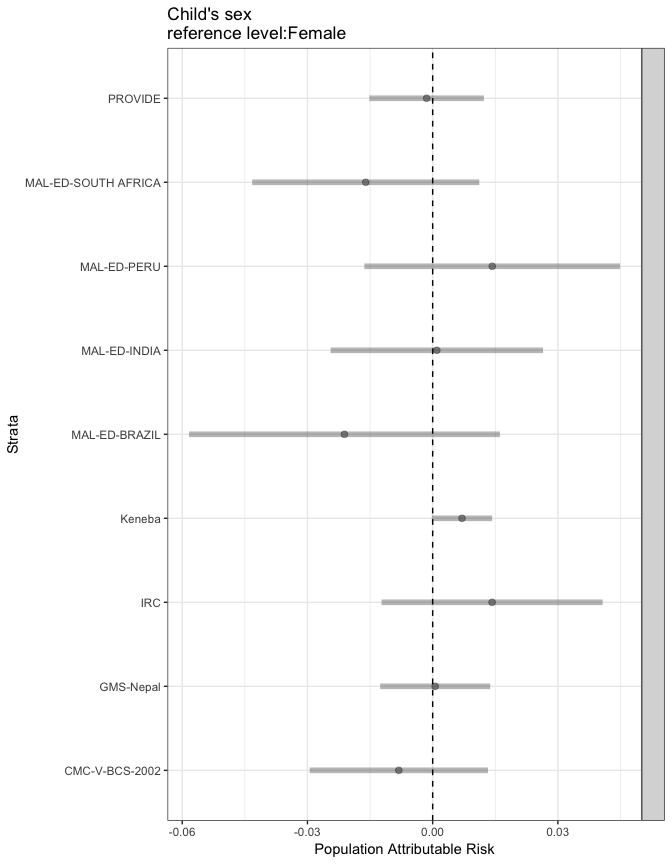 Child's sex
reference level:Female
PROVIDE
MAL-ED-SOUTH AFRICA
MAL-ED-PERU
MAL-ED-INDIA
MAL-ED-BRAZIL
Keneba
IRC
GMS-Nepal
CMC-V-BCS-2002
Strata
-0.06 -0.03 0.00 0.03
Population Attributable Risk